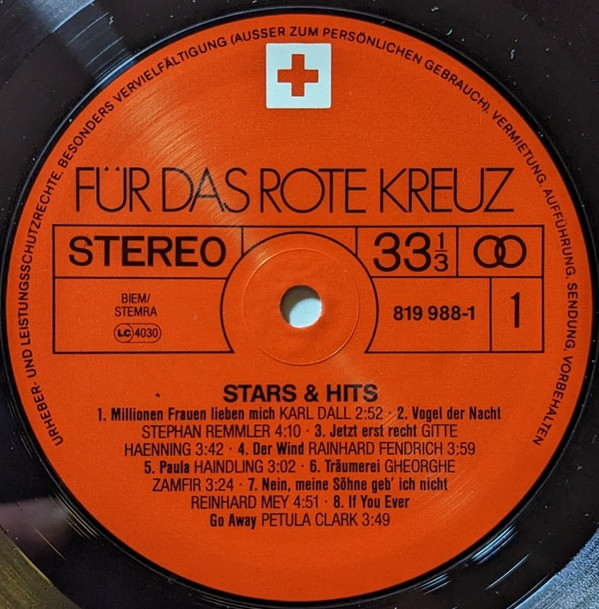 URHEBER- UND LEISTUNGSSCHUTZRECHTE, BESONDERS VERVIELFÄLTIGUNG (AUSSER ZUM PERSÖNLICHEN GEBRAUCH), VERMIETUNG, AUFFÜHRUNG, SENDUNG, VORBEHALTEN
FÜR DAS ROTE KREUZ
STEREO
33 1/3
BIEM/
STEMRA
LC 4030
819 988-1
1
STARS & HITS
1. Millionen Frauen lieben mich KARL DALL 2:52 · 2. Vogel der Nacht
STEPHAN REMMLER 4:10 · 3. Jetzt erst recht GITTE
HAENNING 3:42 · 4. Der Wind RAINHARD FENDRICH 3:59
5. Paula HAINDLING 3:02 · 6. Träumerei GHEORGHE
ZAMFIR 3:24 · 7. Nein, meine Söhne geb' ich nicht
REINHARD MEY 4:51 · 8. If You Ever
Go Away PETULA CLARK 3:49